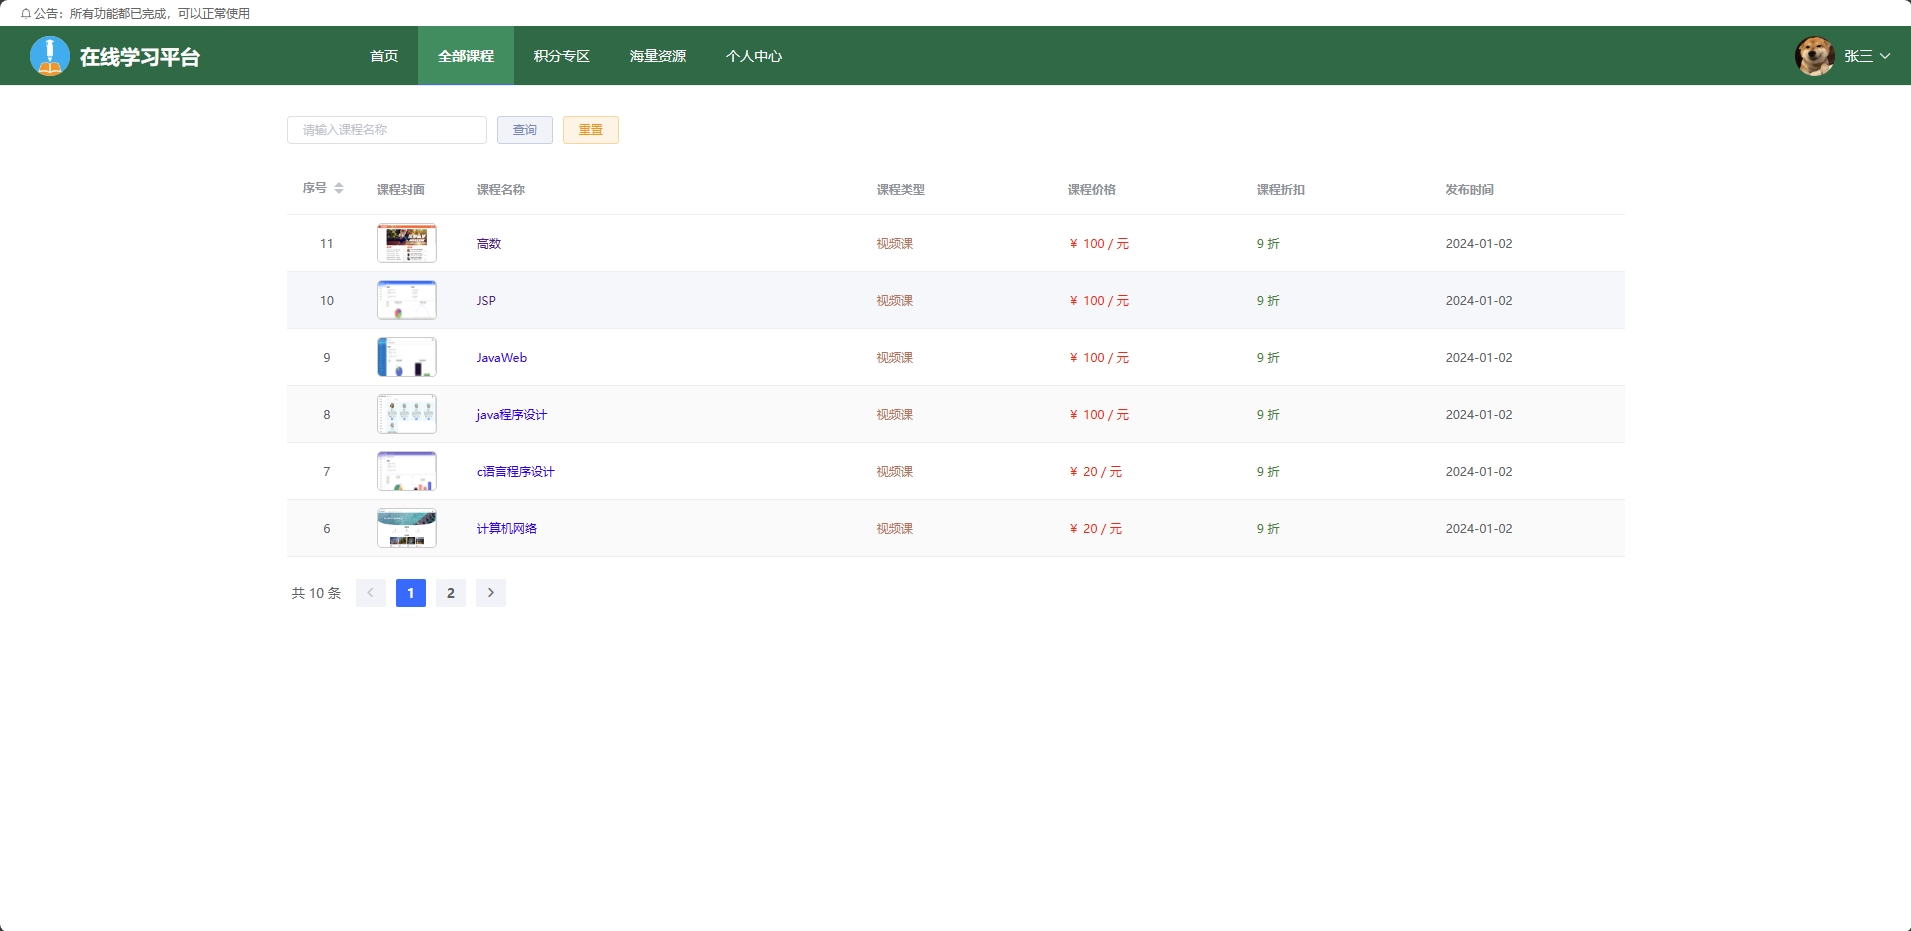 公告：所有功能都已完成，可以正常使用
在线学习平台 首页 全部课程 积分专区 海量资源 个人中心 张三
请输入课程名称 查询 重置
序号 课程封面 课程名称 课程类型 课程价格 课程折扣 发布时间
11 高数 视频课 ¥ 100 / 元 9 折 2024-01-02
10 JSP 视频课 ¥ 100 / 元 9 折 2024-01-02
9 JavaWeb 视频课 ¥ 100 / 元 9 折 2024-01-02
8 java程序设计 视频课 ¥ 100 / 元 9 折 2024-01-02
7 c语言程序设计 视频课 ¥ 20 / 元 9 折 2024-01-02
6 计算机网络 视频课 ¥ 20 / 元 9 折 2024-01-02
共 10 条 1 2